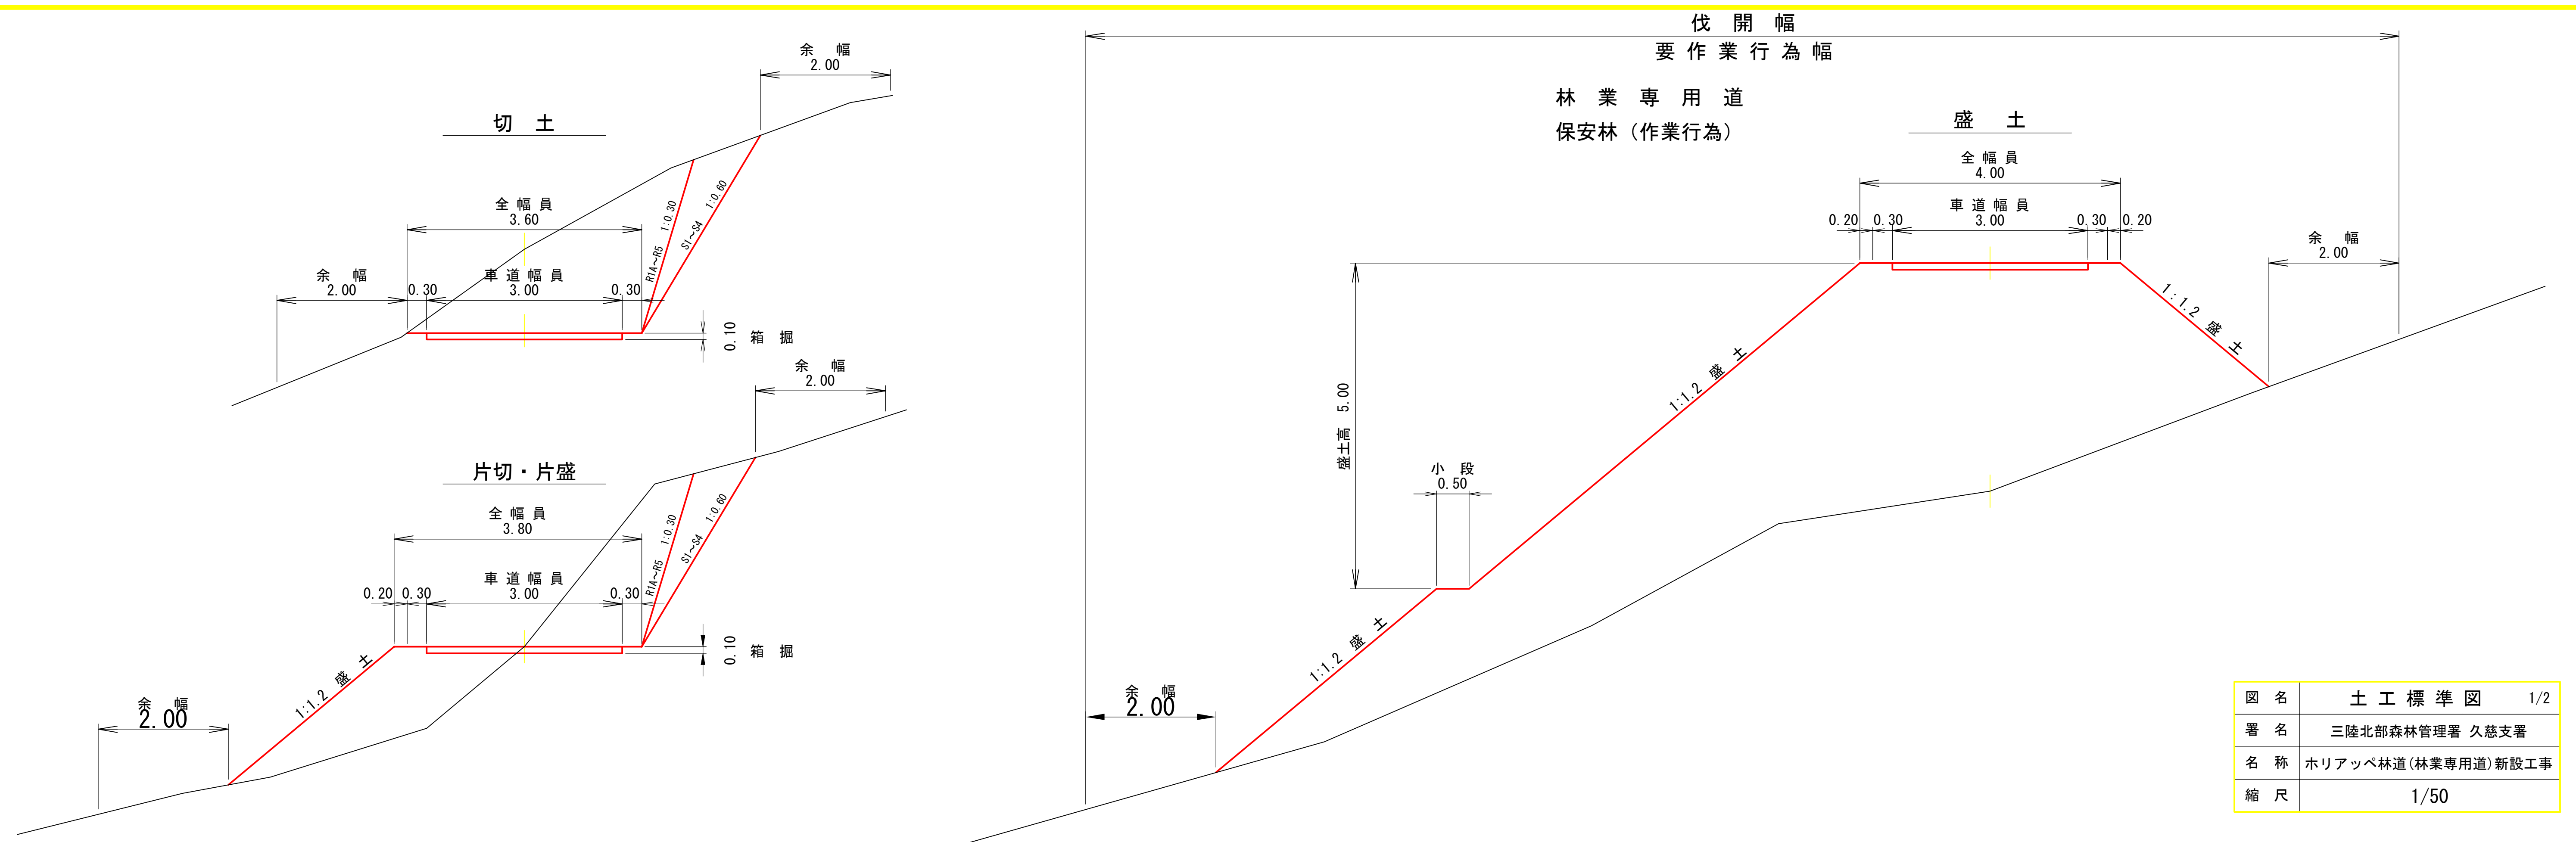 伐開幅
要作業行為幅
林業専用道
保安林（作業行為）
切土
余幅
2.00
全幅員
3.60
車道幅員
3.00
0.30
0.30
余幅
2.00
R1A～R5 1:0.30
S1～S4 1:0.60
0.10 箱掘
片切・片盛
余幅
2.00
全幅員
3.80
車道幅員
3.00
0.20
0.30
0.30
R1A～R5 1:0.30
S1～S4 1:0.60
0.10 箱掘
1:1.2 盛土
余幅
2.00
盛土
全幅員
4.00
車道幅員
3.00
0.20
0.30
0.30
0.20
余幅
2.00
1:1.2 盛土
1:1.2 盛土
盛土高 5.00
小段
0.50
1:1.2 盛土
余幅
2.00
図名 土工標準図 1/2
署名 三陸北部森林管理署 久慈支署
名称 ホリアッペ林道(林業専用道)新設工事
縮尺 1/50